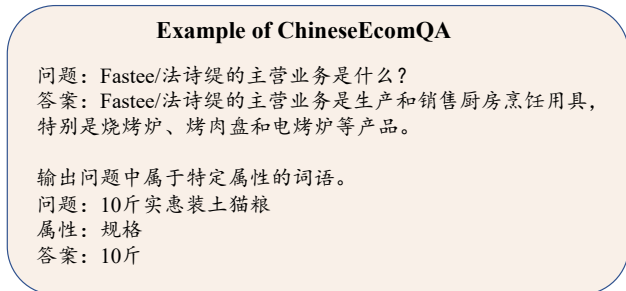 Example of ChineseEcomQA
问题：Fastee/法诗缇的主营业务是什么？
答案：Fastee/法诗缇的主营业务是生产和销售厨房烹饪用具，
特别是烧烤炉、烤肉盘和电烤炉等产品。
输出问题中属于特定属性的词语。
问题：10斤实惠装土猫粮
属性：规格
答案：10斤